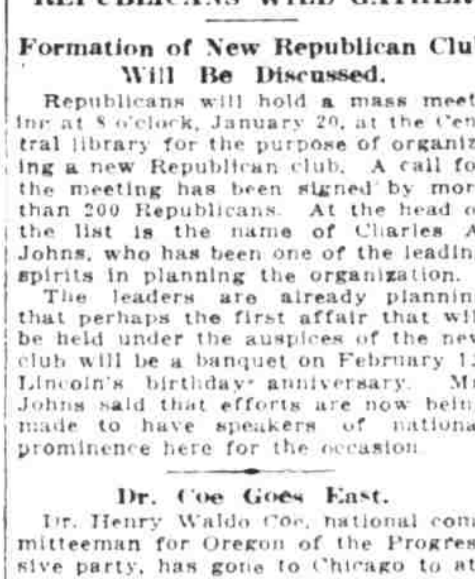 REPUBLICANS WILL GATHER
Formation of New Republican Clu
Will Be Discussed.
Republicans will hold a mass meet
ing at 8 o'clock, January 20, at the Cen
tral library for the purpose of organiz
ing a new Republican club. A call fo
the meeting has been signed by mor
than 200 Republicans. At the head o
the list is the name of Charles A
Johns, who has been one of the leadin
spirits in planning the organization.
The leaders are already plannin
that perhaps the first affair that wil
be held under the auspices of the new
club will be a banquet on February 1
Lincoln's birthday anniversary. M
Johns said that efforts are now bein
made to have speakers of nationa
prominence here for the occasion.
Dr. Coe Goes East.
Dr. Henry Waldo Coe, national com
mitteeman for Oregon of the Progres
sive party, has gone to Chicago to at